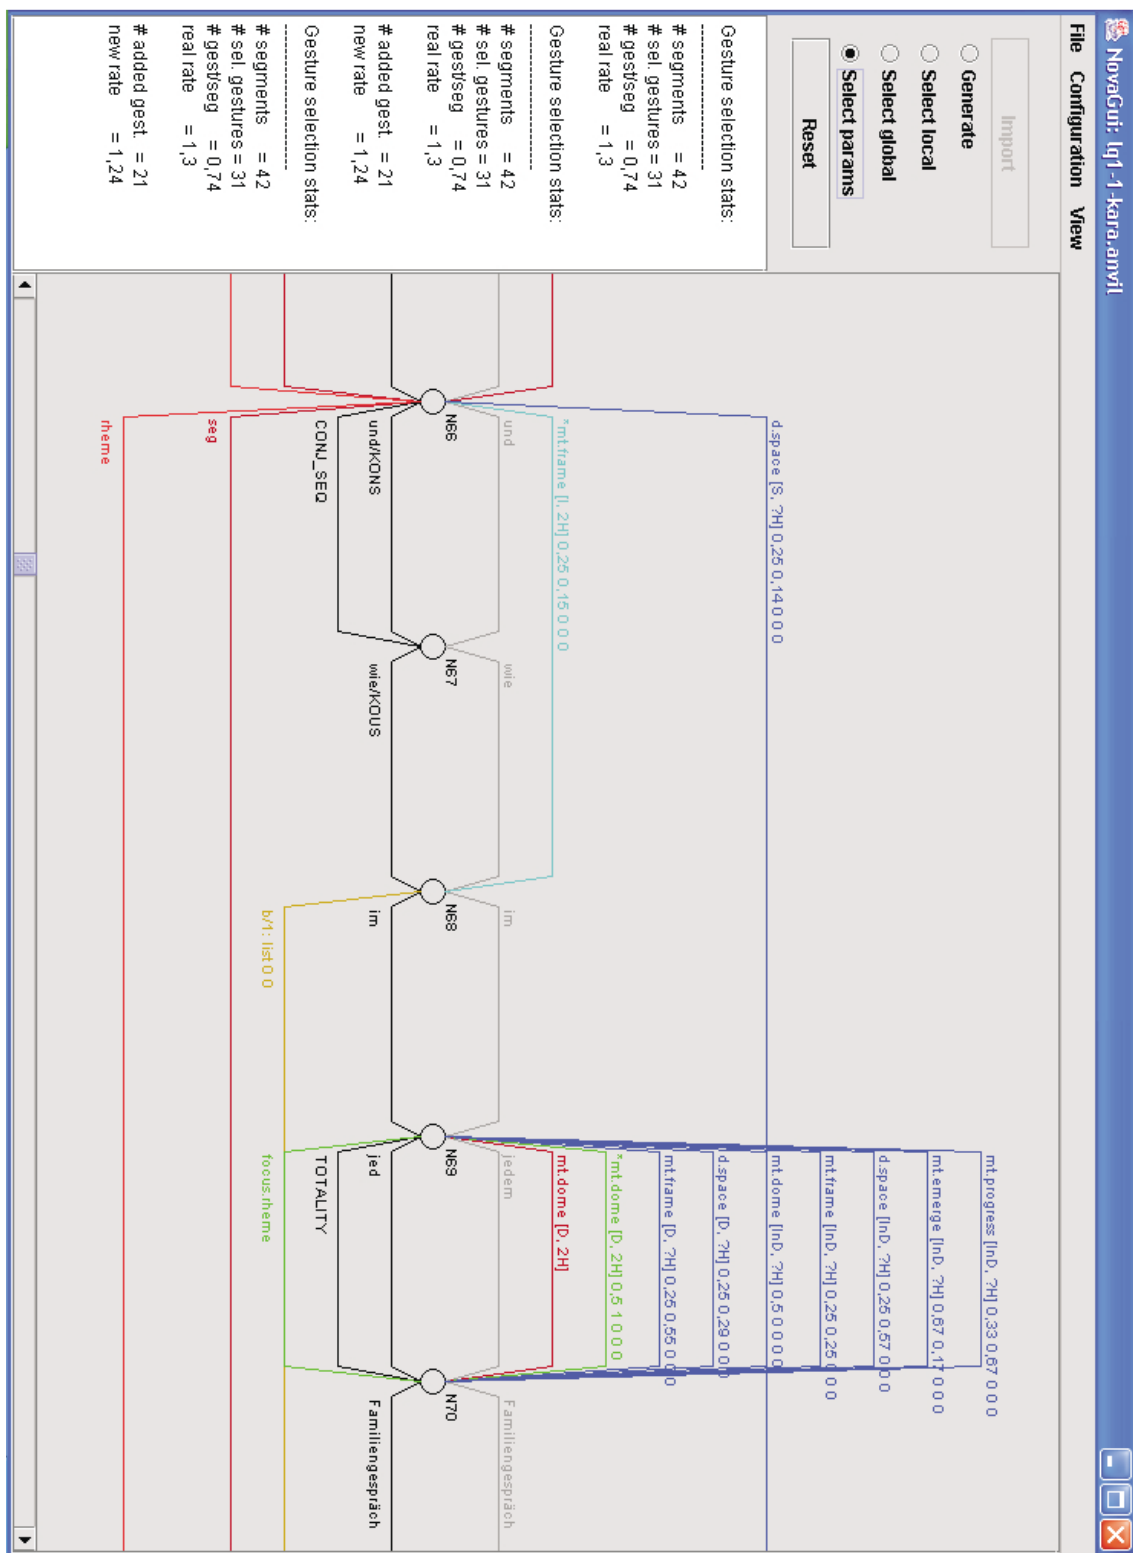 NovaGui: lq1-1-kara.anvil
File Configuration View
Import
Generate
Select local
Select global
Select params
Reset
Gesture selection stats:
------------------------
# segments = 42
# sel. gestures = 31
# gest/seg = 0,74
real rate = 1,3
Gesture selection stats:
------------------------
# segments = 42
# sel. gestures = 31
# gest/seg = 0,74
real rate = 1,3
# added gest. = 21
new rate = 1,24
Gesture selection stats:
------------------------
# segments = 42
# sel. gestures = 31
# gest/seg = 0,74
real rate = 1,3
# added gest. = 21
new rate = 1,24
mt.progress [InD, ?H] 0,33 0,67 0 0 0
mt.emerge [InD, ?H] 0,67 0,17 0 0 0
d.space [InD, ?H] 0,25 0,57 0 0 0
mt.frame [InD, ?H] 0,25 0,25 0 0 0
d.space [S, ?H] 0,25 0,14 0 0 0
mt.dome [InD, ?H] 0,5 0 0 0 0
d.space [D, ?H] 0,25 0,29 0 0 0
mt.frame [D, ?H] 0,25 0,55 0 0 0
*mt.dome [D, 2H] 0,5 1 0 0 0
*mt.frame [I, 2H] 0,25 0,15 0 0 0
mt.dome [D, 2H]
und wie im jedem Familiengespräch
N66 N67 N68 N69 N70
und/KONS wie/KOUS im jed Familiengespräch
CONJ_SEQ TOTALITY
b/1: list 0 0 focus.rheme
seg
rheme